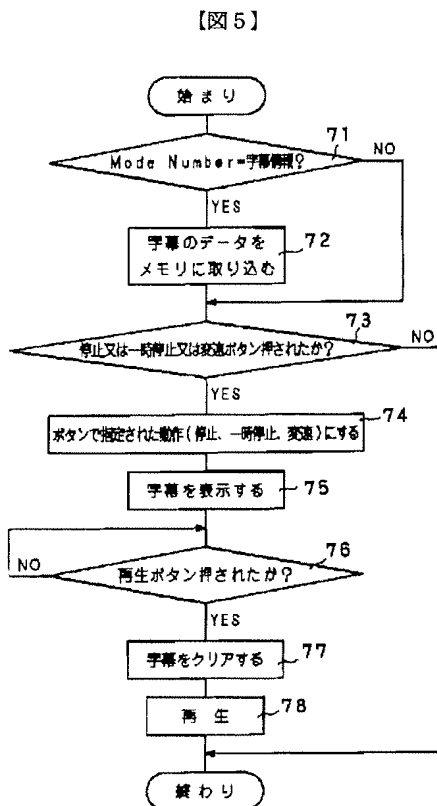 【図5】
始まり
71
Mode Number=字幕情報?
NO
YES
字幕のデータを
メモリに取り込む
72
73
停止又は一時停止又は変速ボタン押されたか?
NO
YES
74
ボタンで指定された動作(停止、一時停止、変速)にする
字幕を表示する
75
76
再生ボタン押されたか?
NO
YES
字幕をクリアする
77
再生
78
終わり